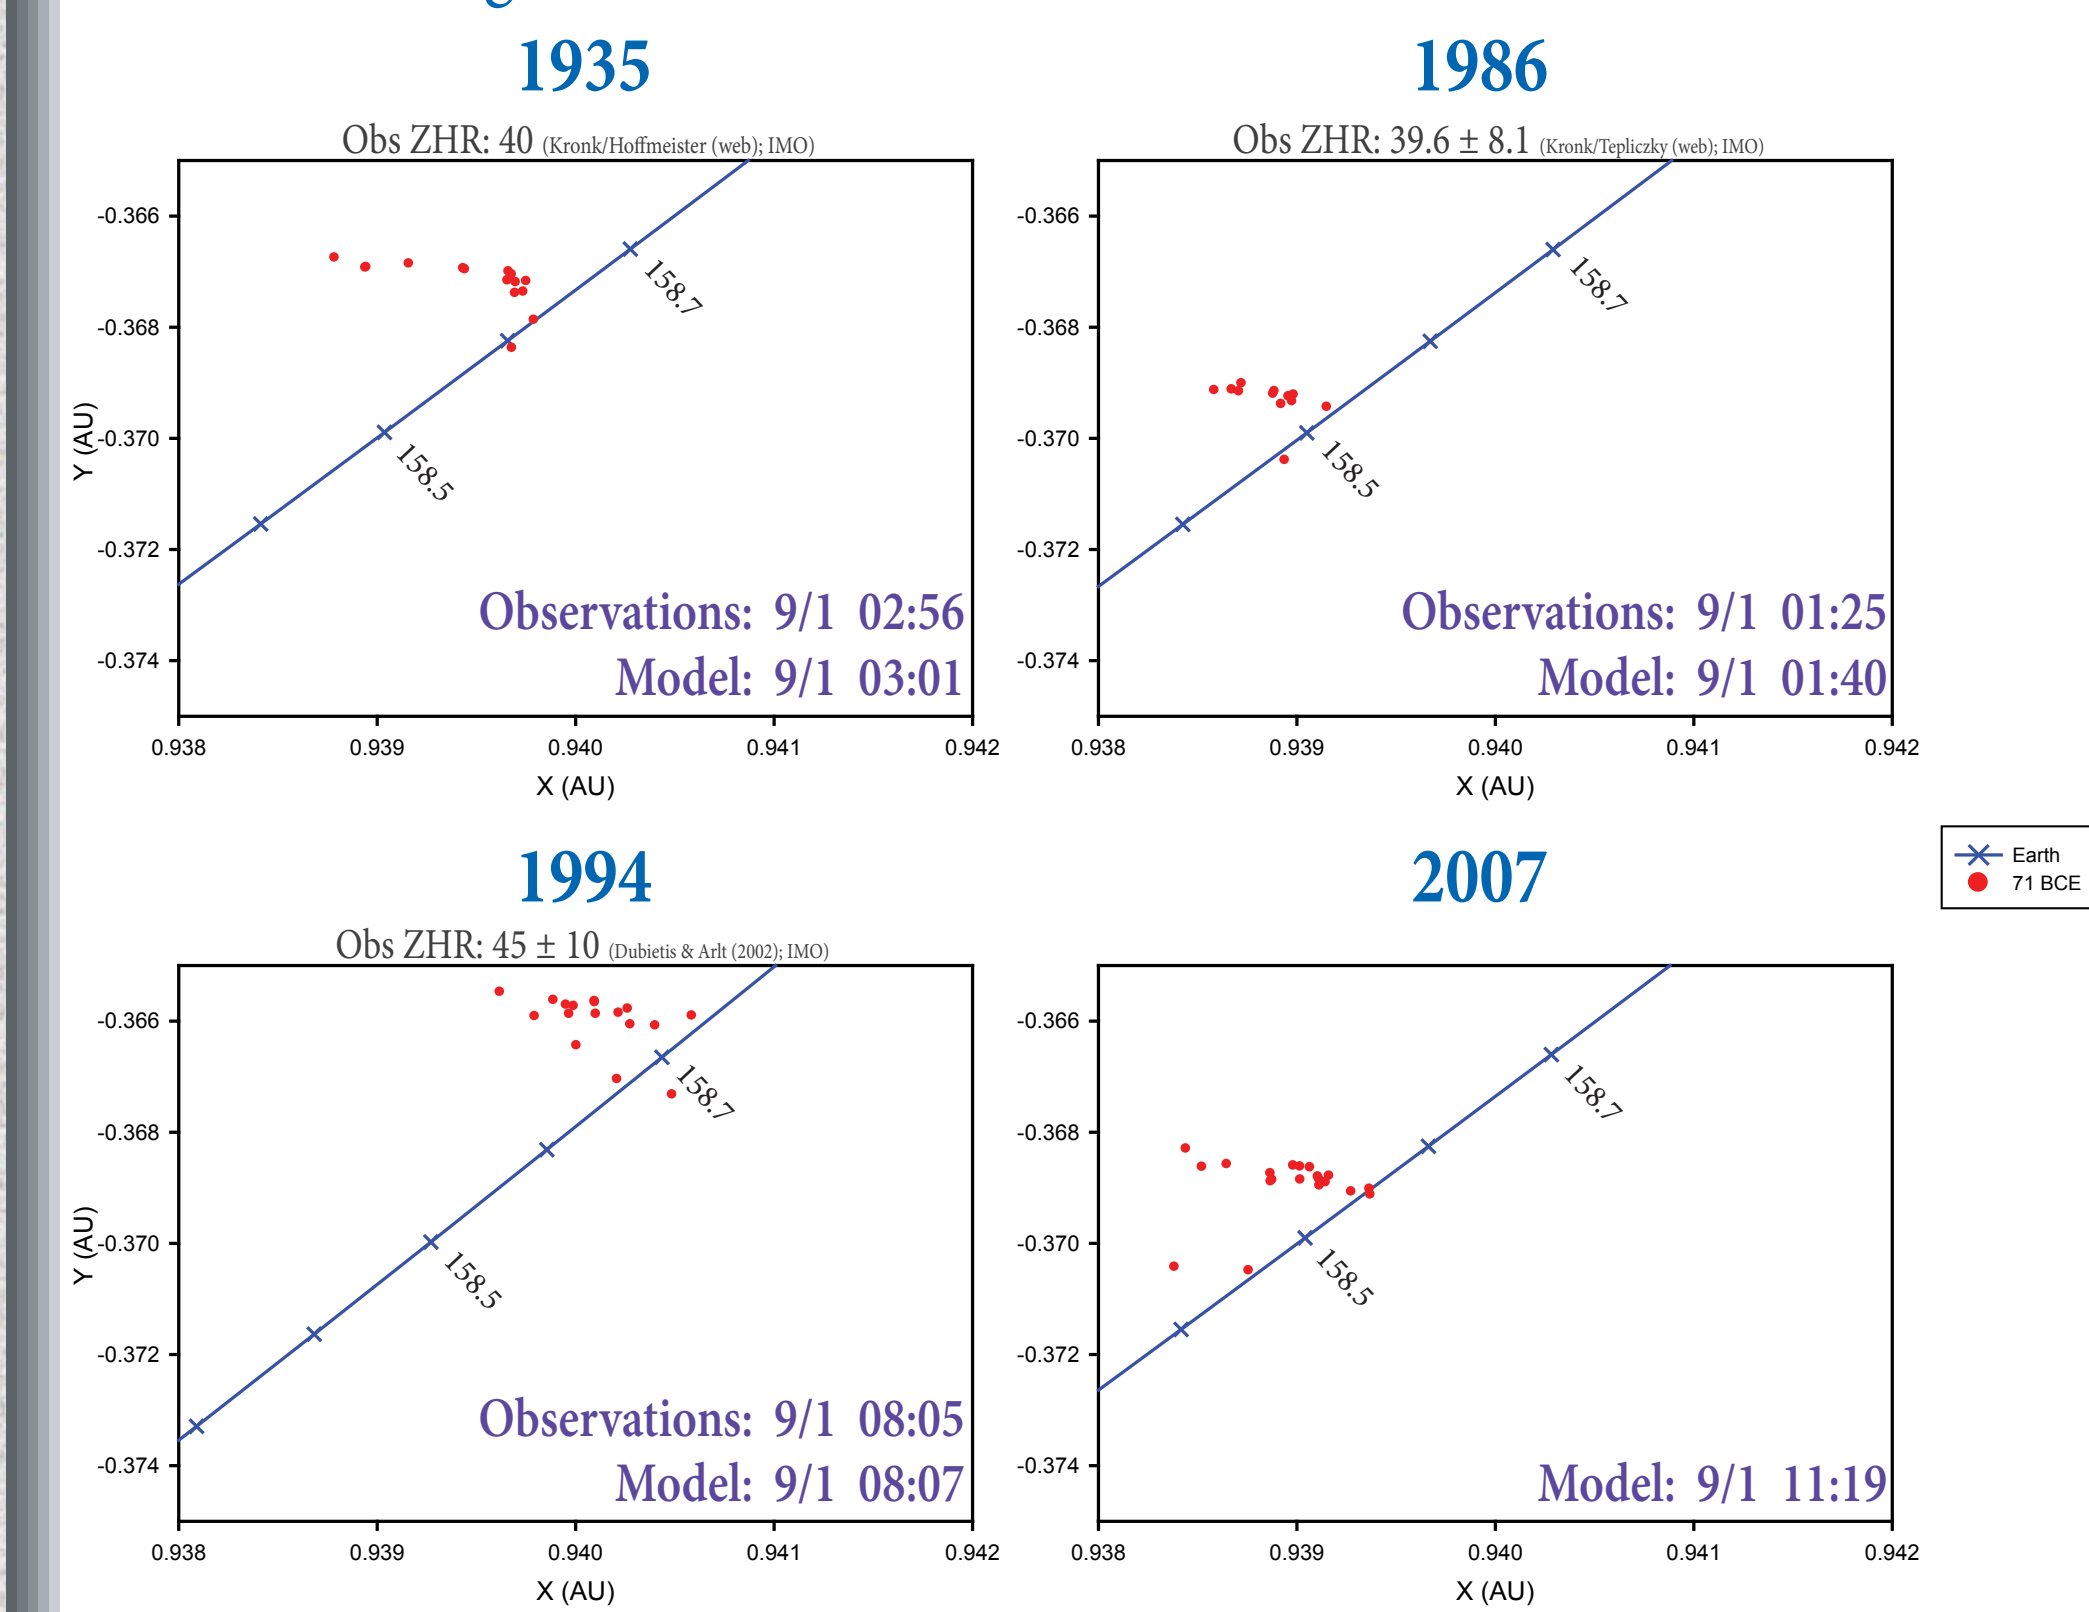 1935
Obs ZHR: 40 (Kronk/Hoffmeister (web); IMO)
-0.366
-0.368
-0.370
-0.372
-0.374
Y (AU)
158.7
158.5
Observations: 9/1 02:56
Model: 9/1 03:01
0.938 0.939 0.940 0.941 0.942
X (AU)
1986
Obs ZHR: 39.6 ± 8.1 (Kronk/Tepliczky (web); IMO)
-0.366
-0.368
-0.370
-0.372
-0.374
158.7
158.5
Observations: 9/1 01:25
Model: 9/1 01:40
0.938 0.939 0.940 0.941 0.942
X (AU)
1994
Obs ZHR: 45 ± 10 (Dubietis & Arlt (2002); IMO)
-0.366
-0.368
-0.370
-0.372
-0.374
Y (AU)
158.7
158.5
Observations: 9/1 08:05
Model: 9/1 08:07
0.938 0.939 0.940 0.941 0.942
X (AU)
2007
-0.366
-0.368
-0.370
-0.372
-0.374
158.7
158.5
Model: 9/1 11:19
0.938 0.939 0.940 0.941 0.942
X (AU)
Earth
71 BCE